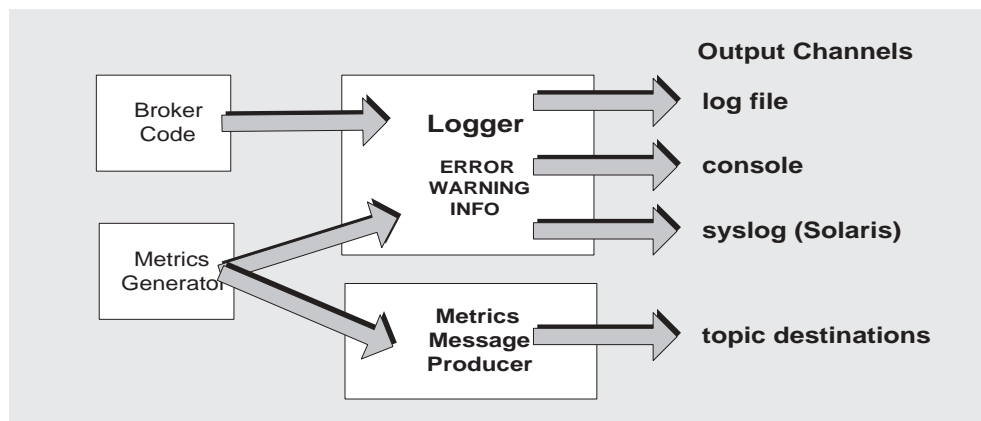 Output Channels
Broker
Code
Logger
ERROR
WARNING
INFO
log file
console
syslog (Solaris)
Metrics
Generator
Metrics
Message
Producer
topic destinations